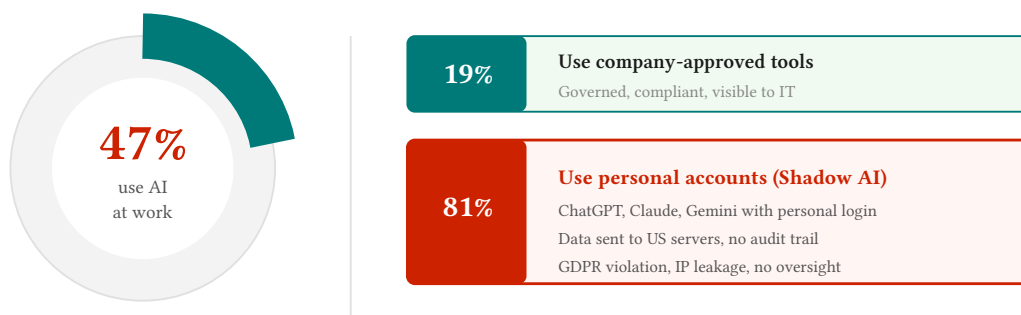 47%
use AI
at work
19%
Use company-approved tools
Governed, compliant, visible to IT
81%
Use personal accounts (Shadow AI)
ChatGPT, Claude, Gemini with personal login
Data sent to US servers, no audit trail
GDPR violation, IP leakage, no oversight